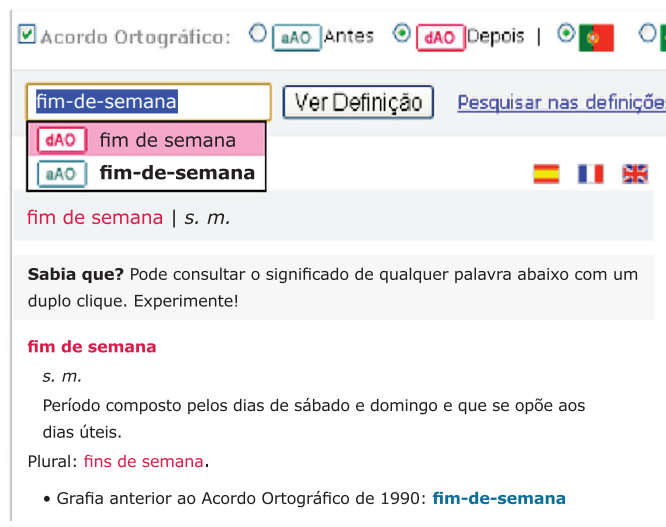 Acordo Ortográfico: aAO Antes dAO Depois |
fim-de-semana Ver Definição Pesquisar nas definiçõe
dAO fim de semana
aAO fim-de-semana
fim de semana | s. m.
Sabia que? Pode consultar o significado de qualquer palavra abaixo com um
duplo clique. Experimente!
fim de semana
s. m.
Período composto pelos dias de sábado e domingo e que se opõe aos
dias úteis.
Plural: fins de semana.
• Grafia anterior ao Acordo Ortográfico de 1990: fim-de-semana